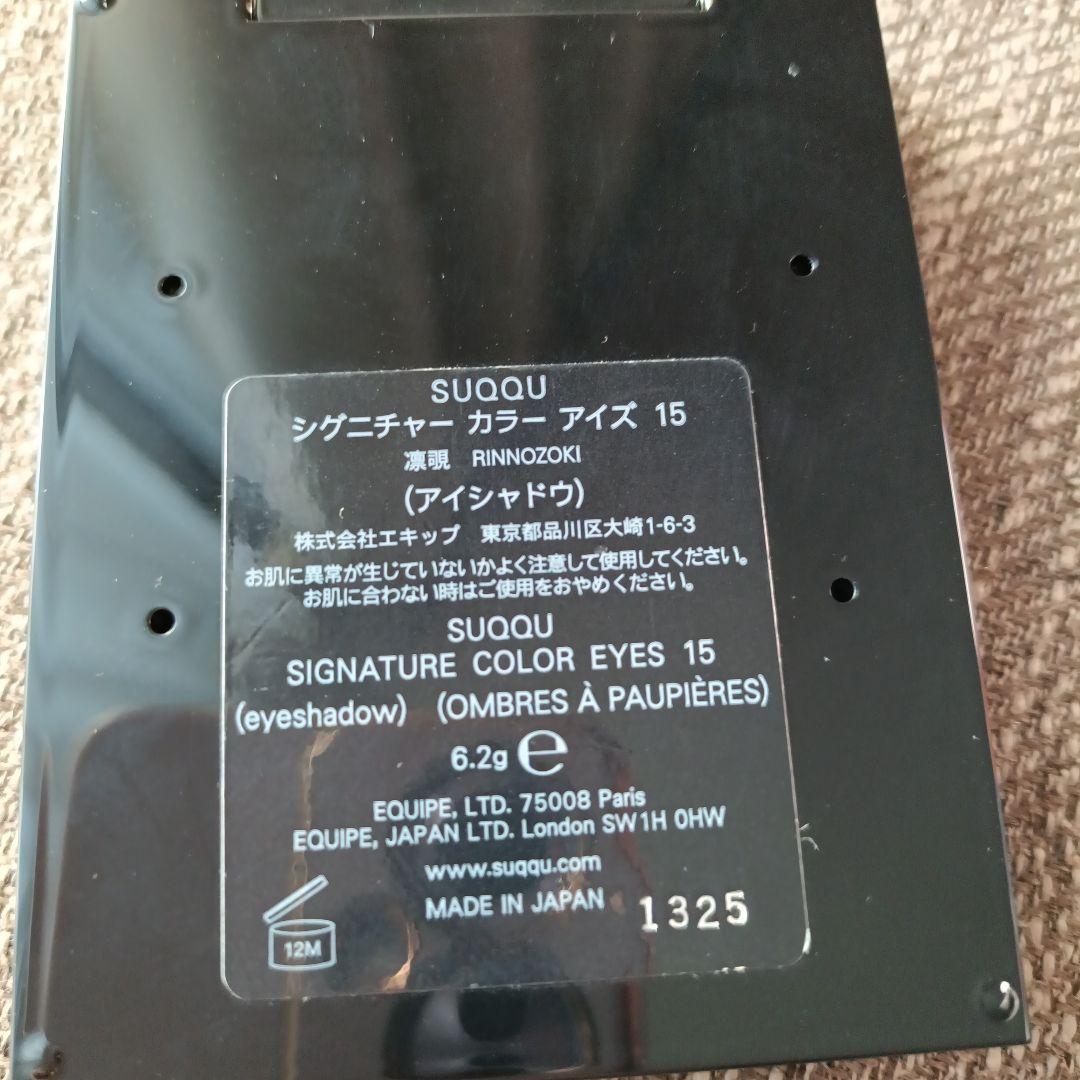 SUQQU
シグニチャー カラー アイズ 15
凛覗 RINNOZOKI
(アイシャドウ)
株式会社エキップ 東京都品川区大崎1-6-3
お肌に異常が生じていないかよく注意して使用してください。
お肌に合わない時はご使用をおやめください。
SUQQU
SIGNATURE COLOR EYES 15
(eyeshadow) (OMBRES À PAUPIÈRES)
6.2g ℮
EQUIPE, LTD. 75008 Paris
EQUIPE, JAPAN LTD. London SW1H 0HW
www.suqqu.com
MADE IN JAPAN 1325
12M